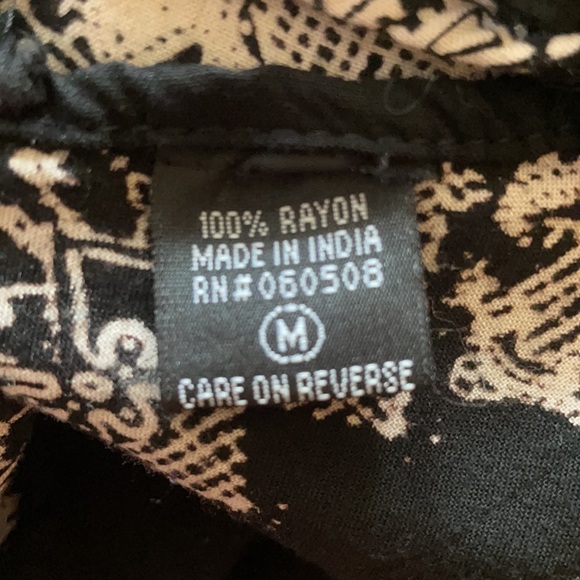 100% RAYON
MADE IN INDIA
RN#060508
M
CARE ON REVERSE